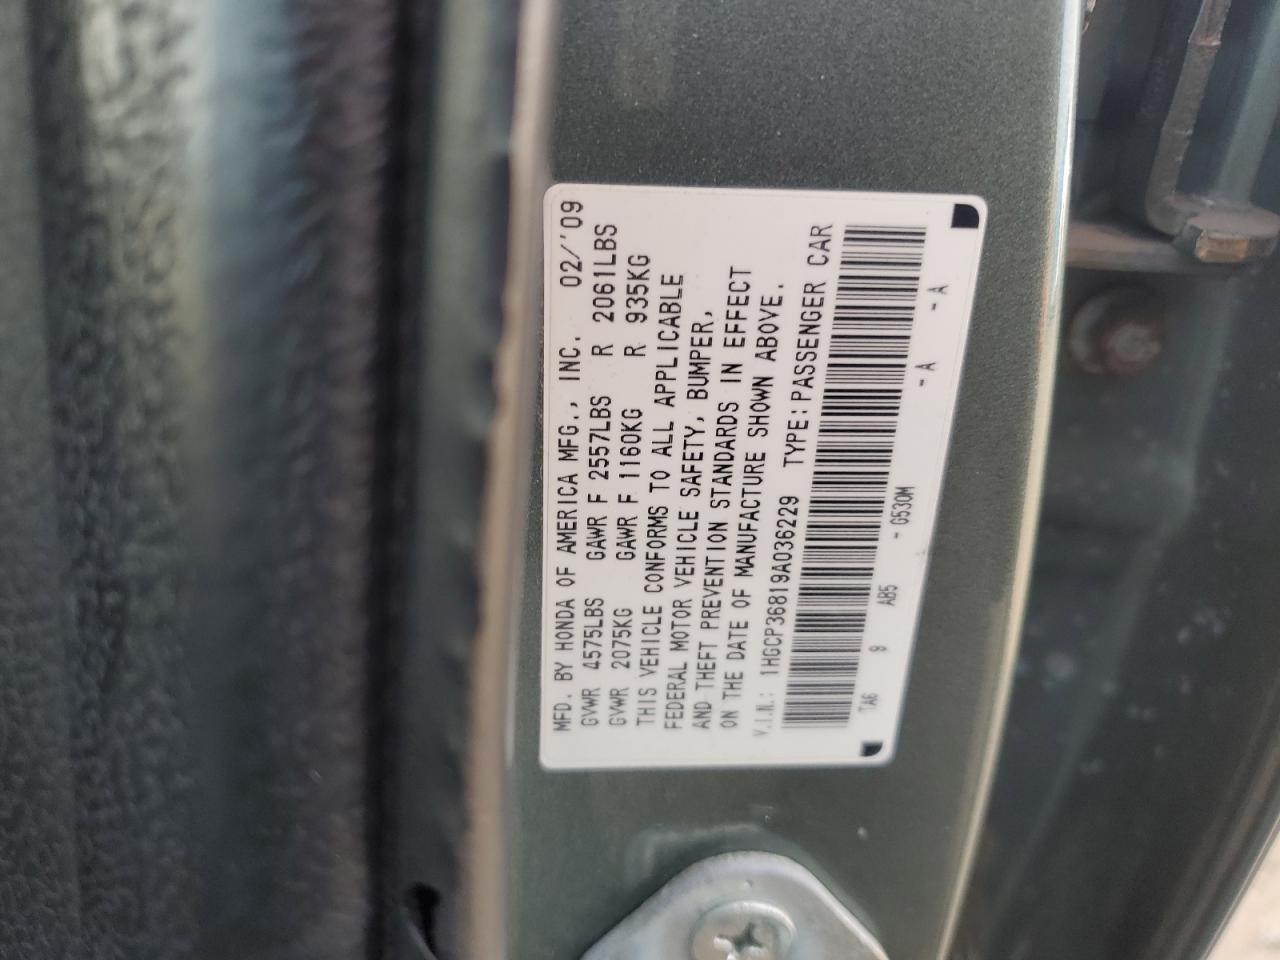 MFD. BY HONDA OF AMERICA MFG., INC. 02/'09
GVWR 4575LBS GAWR F 2557LBS R 2061LBS
GVWR 2075KG GAWR F 1160KG R 935KG
THIS VEHICLE CONFORMS TO ALL APPLICABLE
FEDERAL MOTOR VEHICLE SAFETY, BUMPER,
AND THEFT PREVENTION STANDARDS IN EFFECT
ON THE DATE OF MANUFACTURE SHOWN ABOVE.
V.I.N.: 1HGCP36819A036229 TYPE:PASSENGER CAR
TA6 9 AB5 - G530M - A - A